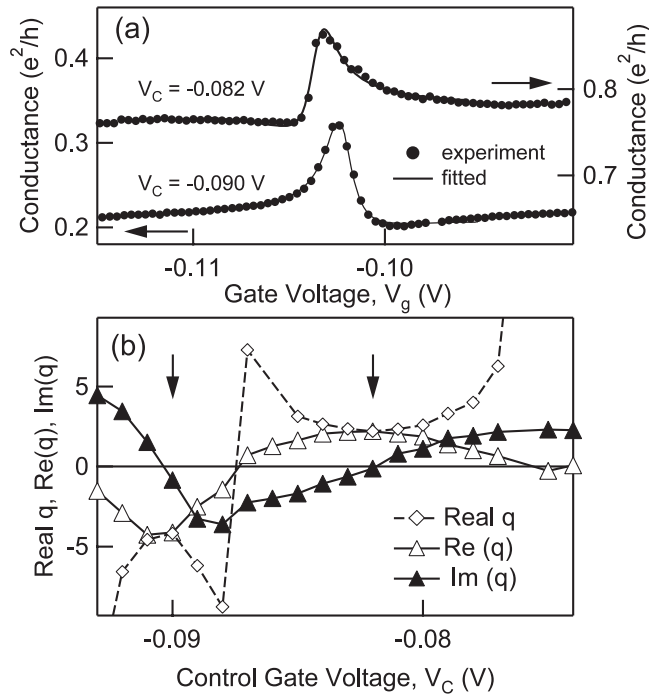 (a)
Conductance (e²/h)
0.4
0.3
0.2
V_C = -0.082 V
V_C = -0.090 V
experiment
fitted
0.8
0.7
Conductance (e²/h)
-0.11
-0.10
Gate Voltage, V_g (V)
(b)
Real q, Re(q), Im(q)
5
0
-5
Real q
Re (q)
Im (q)
-0.09
-0.08
Control Gate Voltage, V_C (V)